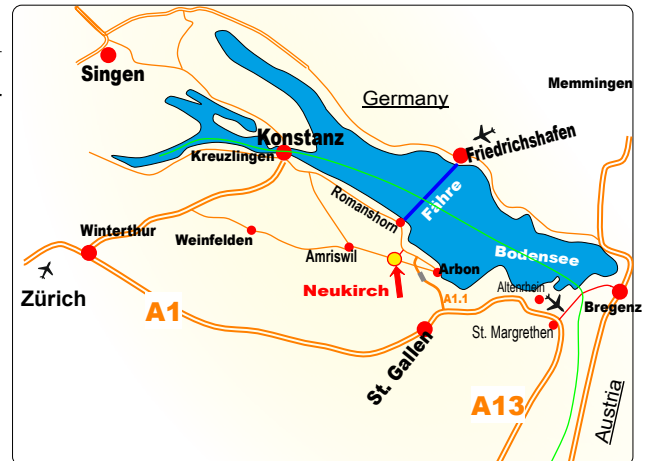 Singen
Germany
Memmingen
Konstanz
Friedrichshafen
Kreuzlingen
Romanshorn
Fähre
Winterthur
Weinfelden
Amriswil
Bodensee
Arbon
Zürich
Neukirch
Altenrhein
A1
A1.1
Bregenz
St. Gallen
St. Margrethen
A13
Austria